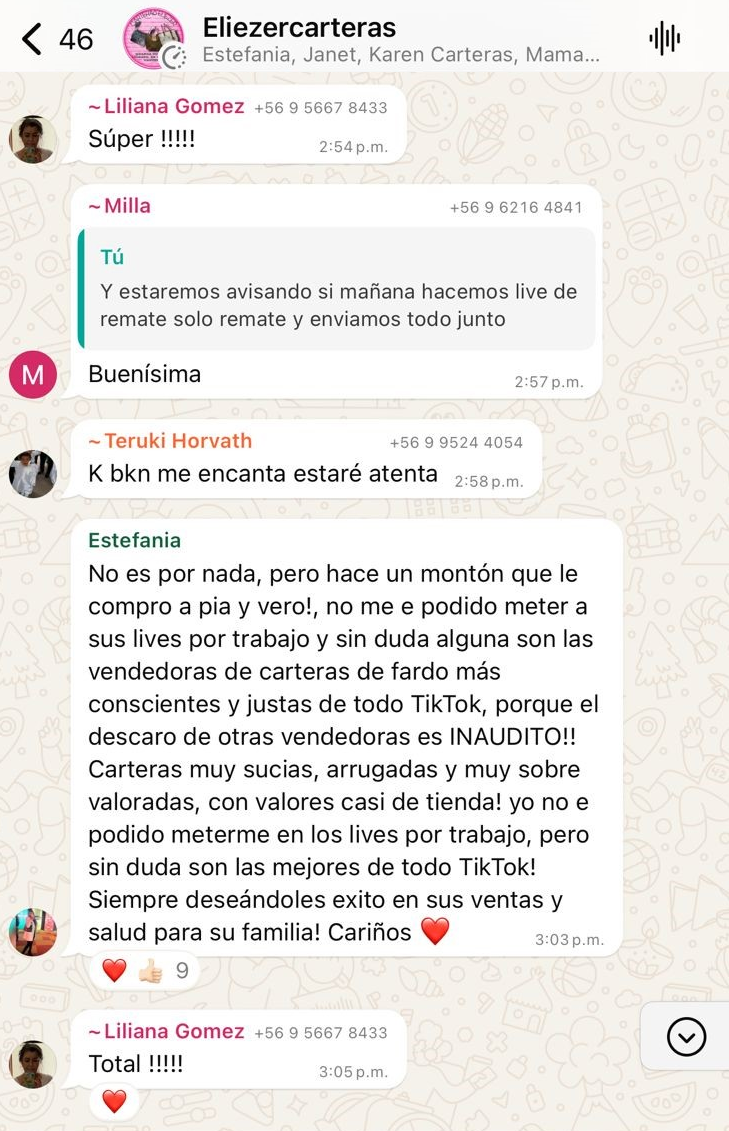 46
Eliezercarteras
Estefania, Janet, Karen Carteras, Mama...
~Liliana Gomez +56 9 5667 8433
Súper !!!!!
2:54 p.m.
~Milla +56 9 6216 4841
Tú
Y estaremos avisando si mañana hacemos live de
remate solo remate y enviamos todo junto
M
Buenísima
2:57 p.m.
~Teruki Horvath +56 9 9524 4054
K bkn me encanta estaré atenta 2:58 p.m.
Estefania
No es por nada, pero hace un montón que le
compro a pia y vero!, no me e podido meter a
sus lives por trabajo y sin duda alguna son las
vendedoras de carteras de fardo más
conscientes y justas de todo TikTok, porque el
descaro de otras vendedoras es INAUDITO!!
Carteras muy sucias, arrugadas y muy sobre
valoradas, con valores casi de tienda! yo no e
podido meterme en los lives por trabajo, pero
sin duda son las mejores de todo TikTok!
Siempre deseándoles exito en sus ventas y
salud para su familia! Cariños ❤️
3:03 p.m.
❤️ 👍🏻 9
~Liliana Gomez +56 9 5667 8433
Total !!!!!
3:05 p.m.
❤️